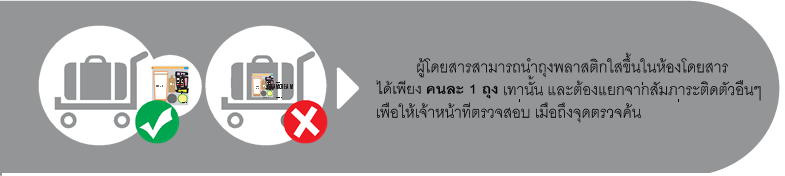 ผู้โดยสารสามารถนำถุงพลาสติกใสขึ้นในห้องโดยสาร
ได้เพียง คนละ 1 ถุง เท่านั้น และต้องแยกจาก่สัมภาระติดตัวอื่นๆ
เพื่อให้เจ้าหน้าที่ตรวจสอบ เมื่อถึงจุดตรวจค้น